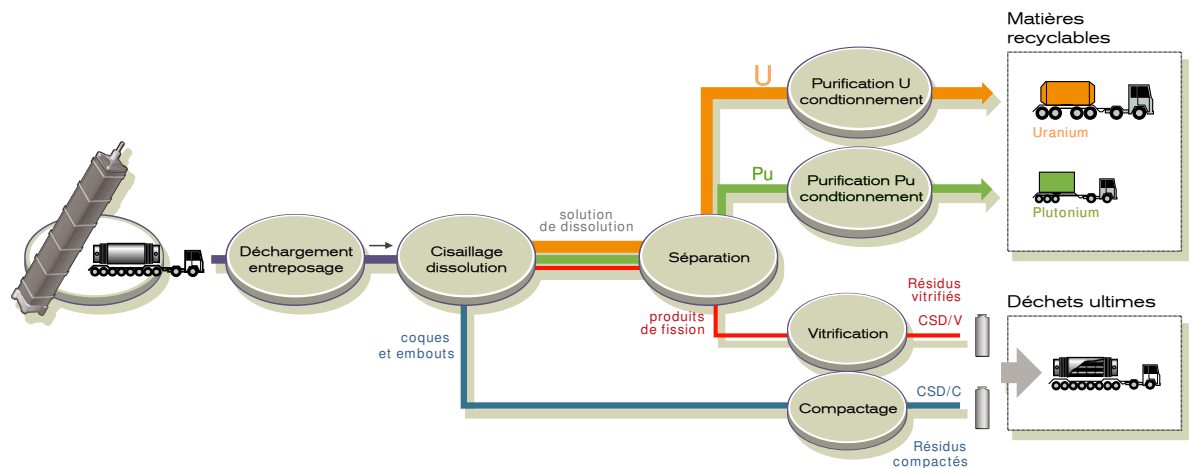 Matières
recyclables
U
Purification U
condtionnement
Uranium
Pu
Purification Pu
condtionnement
Plutonium
solution
de dissolution
Déchargement
entreposage
Cisaillage
dissolution
Séparation
produits
de fission
Résidus
vitrifiés
CSD/V
Vitrification
Déchets ultimes
coques
et embouts
Compactage
CSD/C
Résidus
compactés